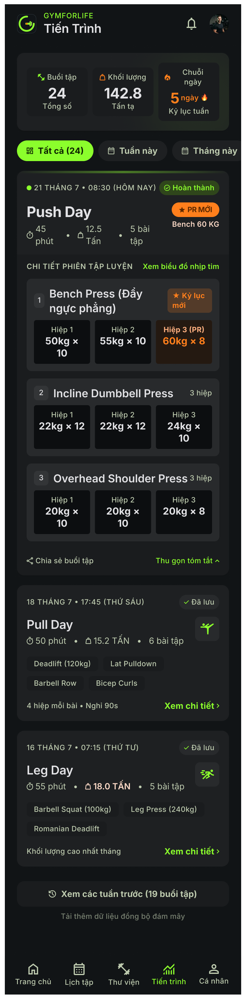 GYMFORLIFE
Tiến Trình
Buổi tập
24
Tổng số
Khối lượng
142.8
Tấn tạ
Chuỗi
ngày
5 ngày 🔥
Kỷ lục tuần
Tất cả (24)
Tuần này
Tháng này
21 THÁNG 7 • 08:30 (HÔM NAY)
Hoàn thành
Push Day
★ PR MỚI
Bench 60 KG
45
phút
•
12.5
Tấn
•
5 bài
tập
CHI TIẾT PHIÊN TẬP LUYỆN
Xem biểu đồ nhịp tim
1
Bench Press (Đẩy
ngực phẳng)
★ Kỷ lục
mới
Hiệp 1
50kg ×
10
Hiệp 2
55kg × 10
Hiệp 3 (PR)
60kg × 8
2
Incline Dumbbell Press
3 hiệp
Hiệp 1
22kg × 12
Hiệp 2
22kg × 12
Hiệp 3
24kg ×
10
3
Overhead Shoulder Press
3 hiệp
Hiệp 1
20kg ×
10
Hiệp 2
20kg ×
10
Hiệp 3
20kg × 8
Chia sẻ buổi tập
Thu gọn tóm tắt
18 THÁNG 7 • 17:45 (THỨ SÁU)
Đã lưu
Pull Day
50 phút • 15.2 TẤN • 6 bài tập
Deadlift (120kg)
Lat Pulldown
Barbell Row
Bicep Curls
4 hiệp mỗi bài • Nghỉ 90s
Xem chi tiết
16 THÁNG 7 • 07:15 (THỨ TƯ)
Đã lưu
Leg Day
55 phút • 18.0 TẤN • 5 bài tập
Barbell Squat (100kg)
Leg Press (240kg)
Romanian Deadlift
Khối lượng cao nhất tháng
Xem chi tiết
Xem các tuần trước (19 buổi tập)
Tải thêm dữ liệu đồng bộ đám mây
Trang chủ
Lịch tập
Thư viện
Tiến trình
Cá nhân